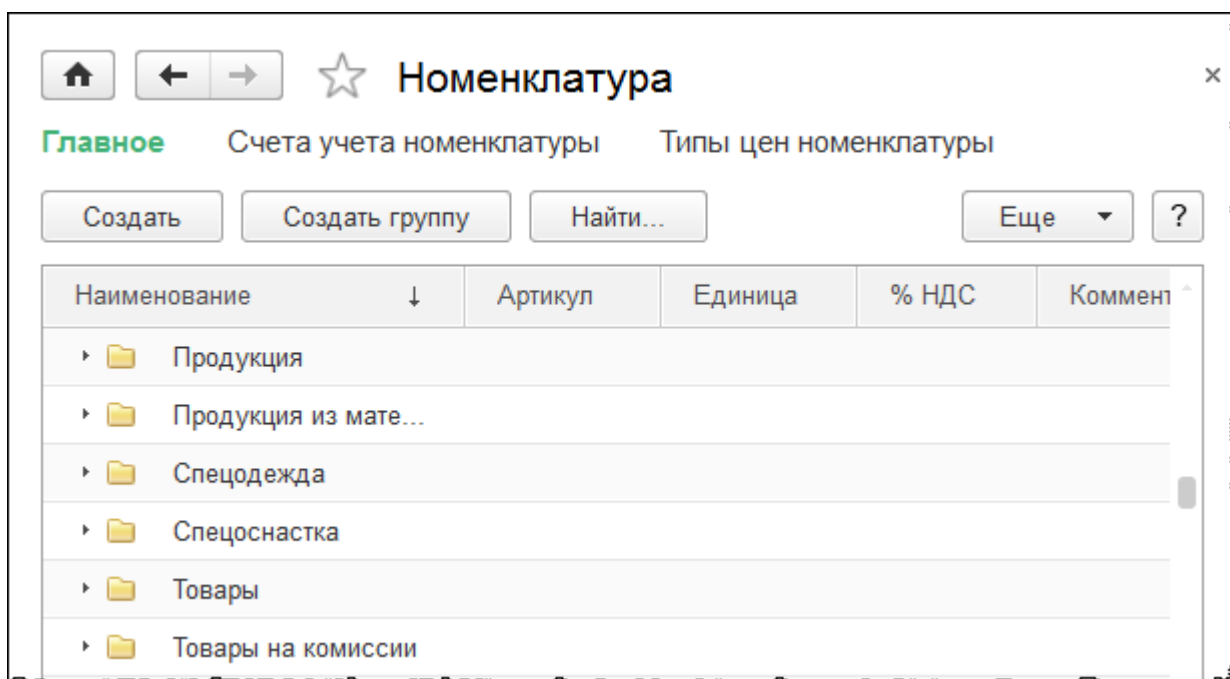 Номенклатура
Главное Счета учета номенклатуры Типы цен номенклатуры
Создать Создать группу Найти... Еще ?
Наименование ↓ Артикул Единица % НДС Коммент
Продукция
Продукция из мате...
Спецодежда
Спецоснастка
Товары
Товары на комиссии